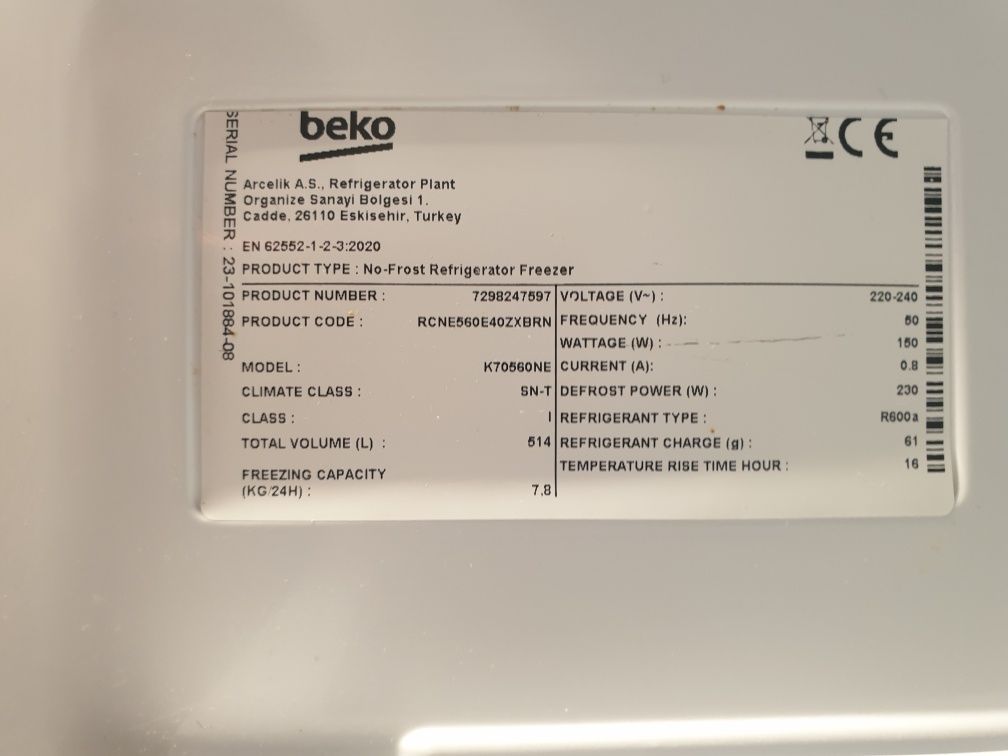 beko
CE
SERIAL NUMBER : 23-101884-08
Arcelik A.S., Refrigerator Plant
Organize Sanayi Bolgesi 1.
Cadde, 26110 Eskisehir, Turkey
EN 62552-1-2-3:2020
PRODUCT TYPE : No-Frost Refrigerator Freezer
PRODUCT NUMBER : 7298247597
PRODUCT CODE : RCNE560E40ZXBRN
MODEL : K70560NE
CLIMATE CLASS : SN-T
CLASS : I
TOTAL VOLUME (L) : 514
FREEZING CAPACITY
(KG/24H) : 7.8
VOLTAGE (V~) : 220-240
FREQUENCY (Hz): 50
WATTAGE (W) : 150
CURRENT (A): 0.8
DEFROST POWER (W) : 230
REFRIGERANT TYPE : R600a
REFRIGERANT CHARGE (g) : 61
TEMPERATURE RISE TIME HOUR : 16